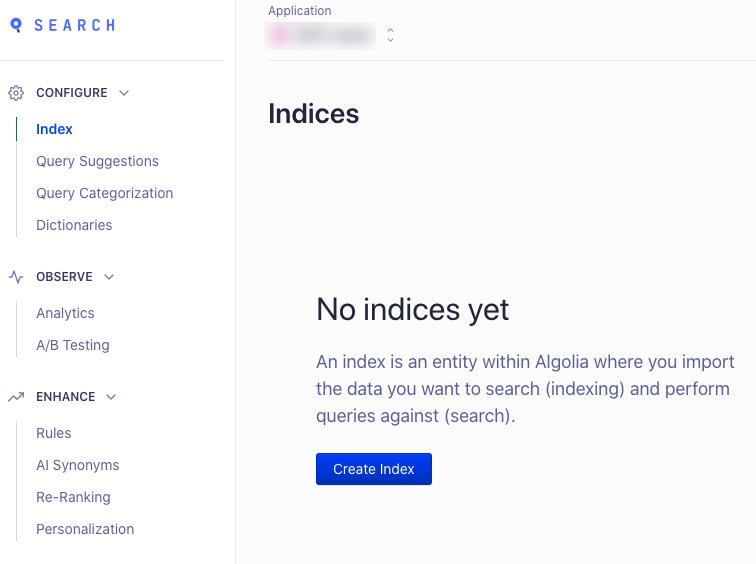 SEARCH
CONFIGURE
Index
Query Suggestions
Query Categorization
Dictionaries
OBSERVE
Analytics
A/B Testing
ENHANCE
Rules
AI Synonyms
Re-Ranking
Personalization
Application
Indices
No indices yet
An index is an entity within Algolia where you import
the data you want to search (indexing) and perform
queries against (search).
Create Index